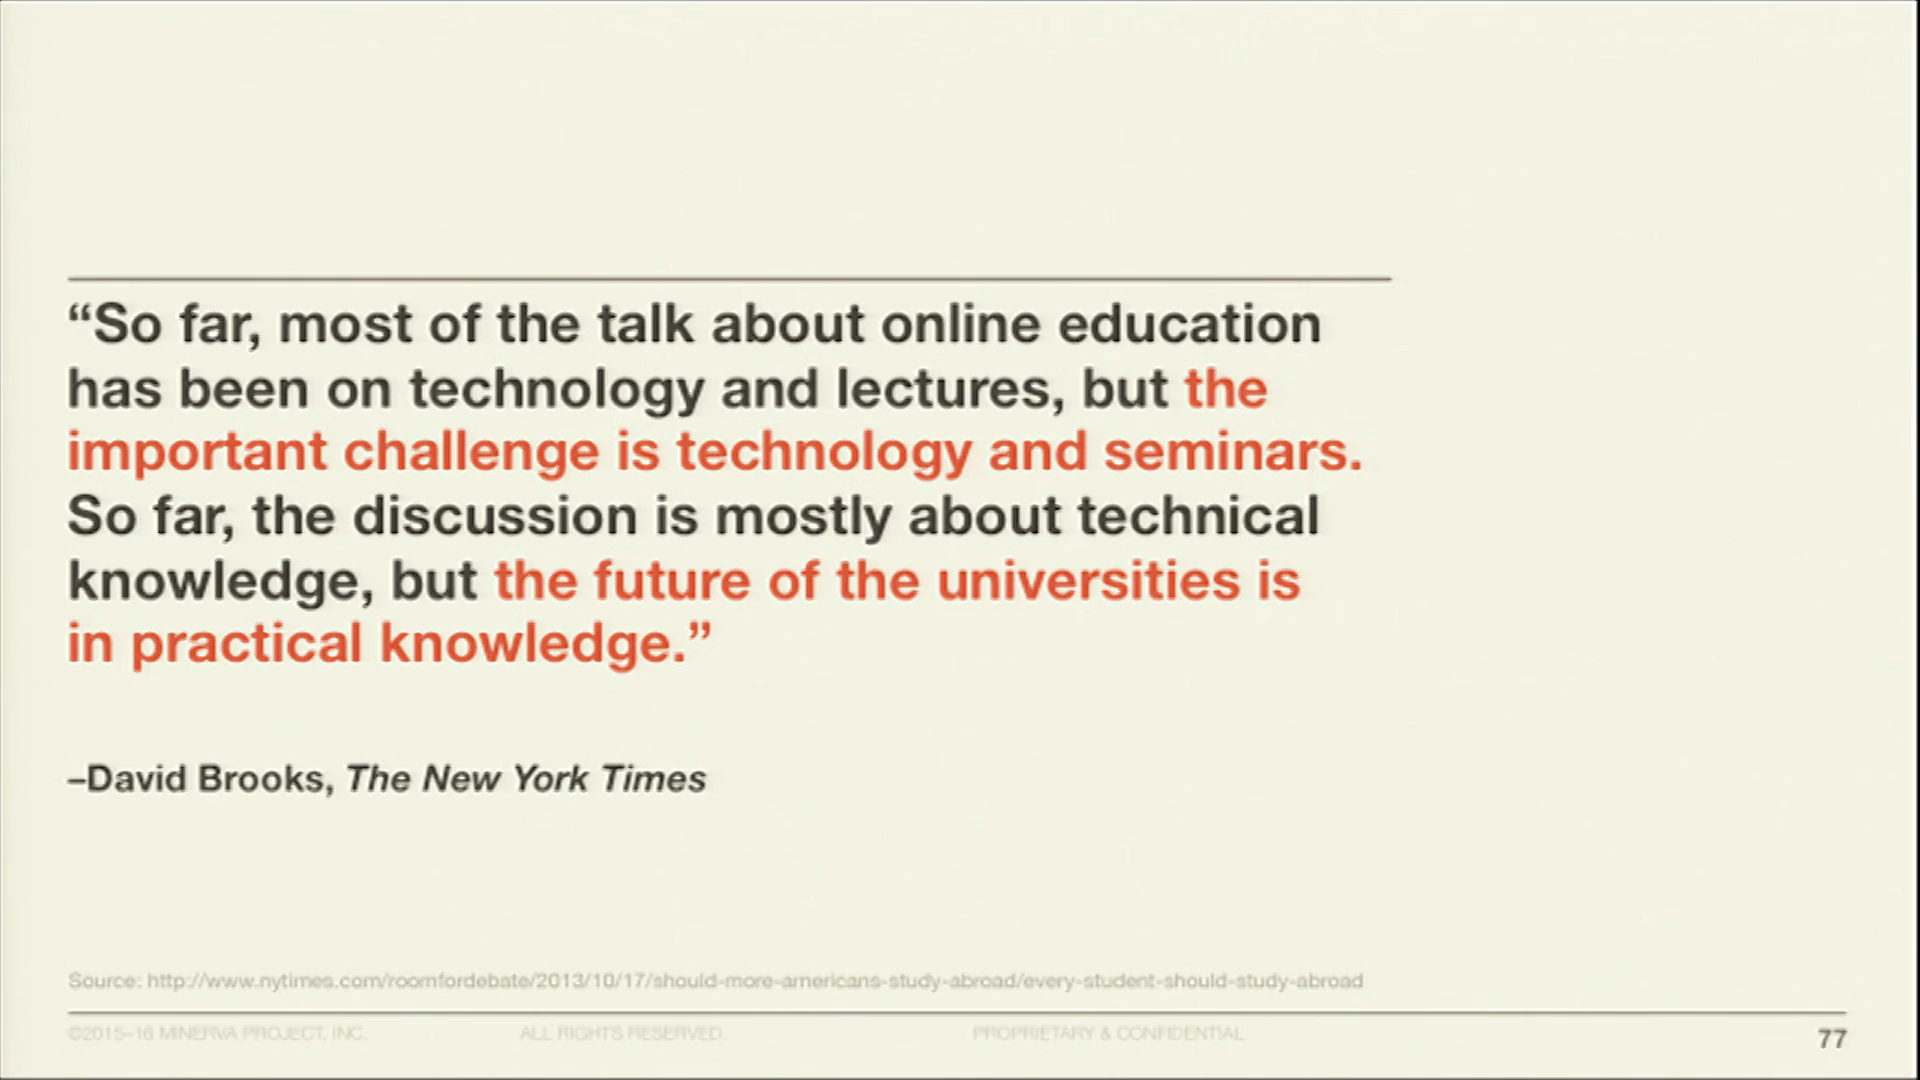 “So far, most of the talk about online education
has been on technology and lectures, but the
important challenge is technology and seminars.
So far, the discussion is mostly about technical
knowledge, but the future of the universities is
in practical knowledge.”
–David Brooks, The New York Times
Source: http://www.nytimes.com/roomfordebate/2013/10/17/should-more-americans-study-abroad/every-student-should-study-abroad
©2015–16 MINERVA PROJECT, INC. ALL RIGHTS RESERVED. PROPRIETARY & CONFIDENTIAL 77